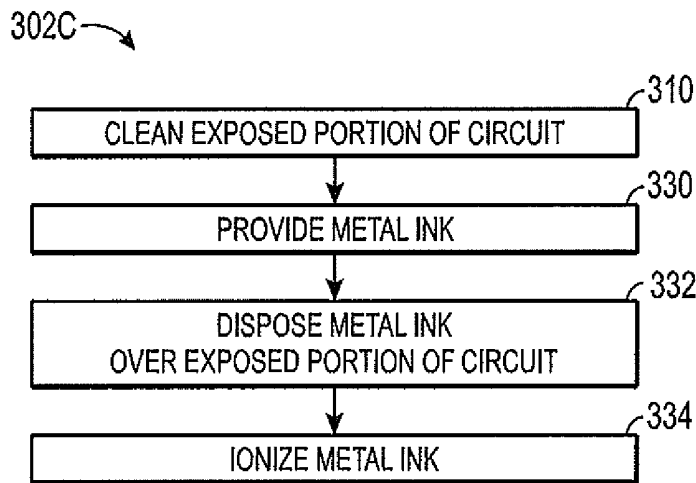 302C
310
CLEAN EXPOSED PORTION OF CIRCUIT
330
PROVIDE METAL INK
332
DISPOSE METAL INK
OVER EXPOSED PORTION OF CIRCUIT
334
IONIZE METAL INK